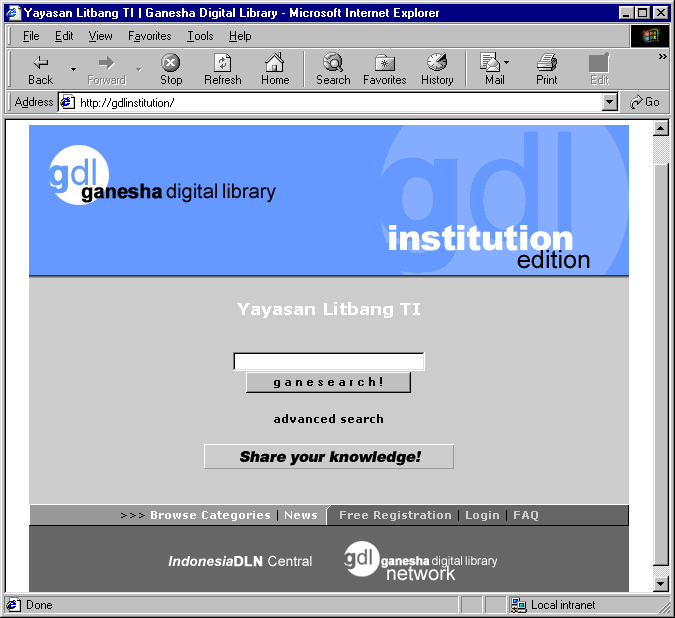 Yayasan Litbang TI | Ganesha Digital Library - Microsoft Internet Explorer
File Edit View Favorites Tools Help
Back Forward Stop Refresh Home Search Favorites History Mail Print Edit »
Address http://gdlinstitution/ Go
gdl
ganesha digital library
gdl
institution
edition
Yayasan Litbang TI
ganesearch!
advanced search
Share your knowledge!
>>> Browse Categories | News Free Registration | Login | FAQ
IndonesiaDLN Central gdl ganesha digital library
network
Done Local intranet